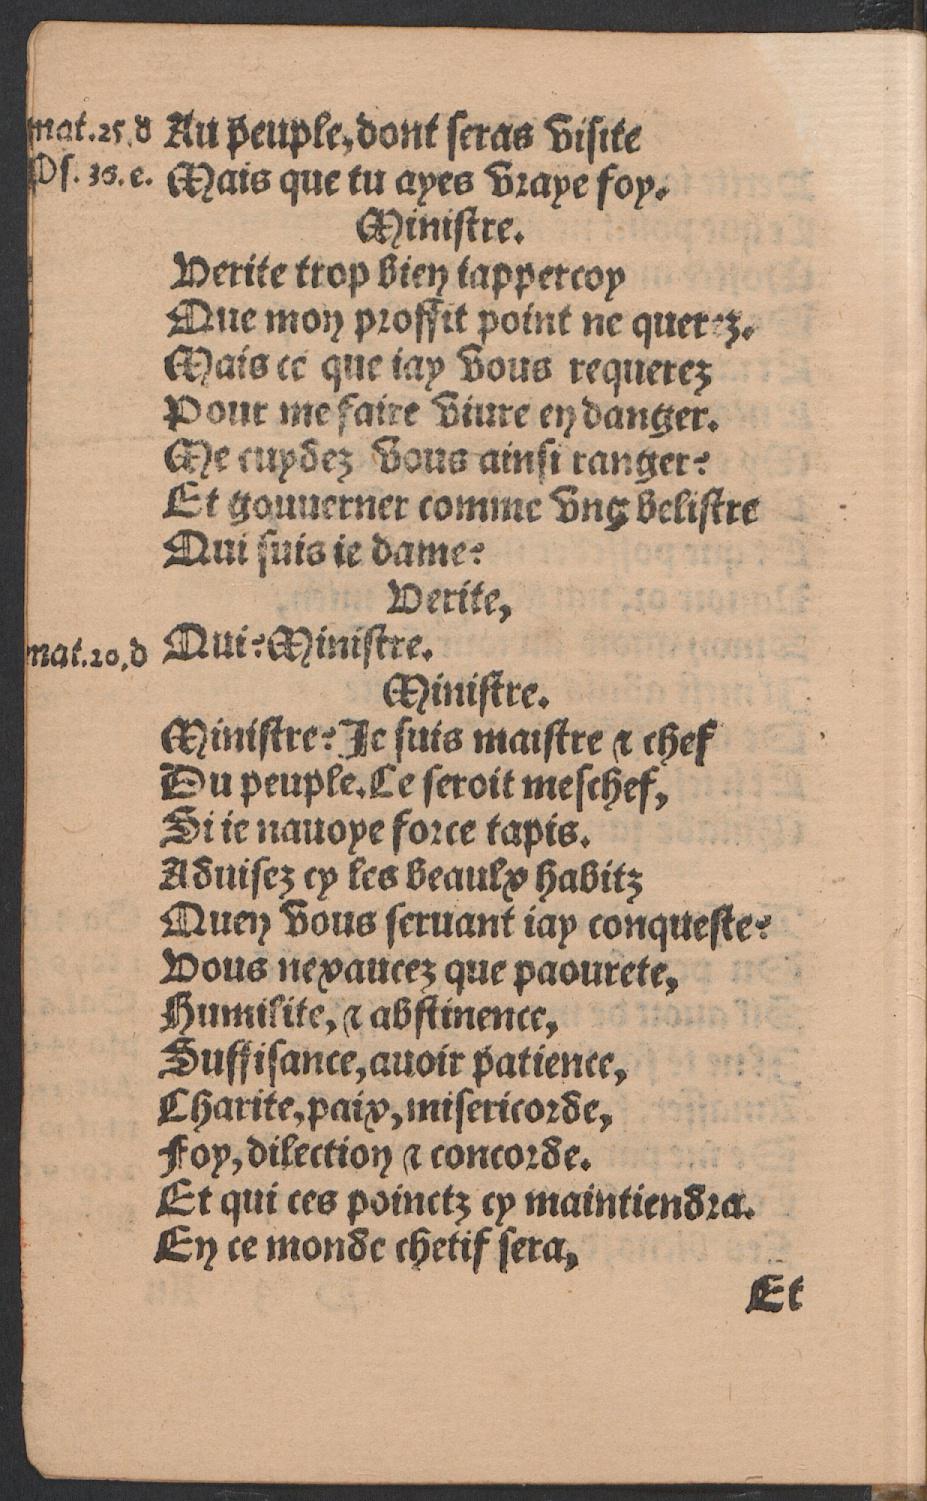 mat.25.d Au peuple, dont seras visite
Ps. 36.e. Mais que tu ayes vraye foy.
Ministre.
Verite trop bien iappercoy
Que mon proffit point ne querez.
Mais ce que iay vous requerez
Pour me faire viure en danger.
Me cuydez vous ainsi ranger?
Et gouuerner comme vng belistre
Qui suis ie dame?
Verite,
mat.20,d Qui? Ministre.
Ministre.
Ministre? Je suis maistre & chef
Du peuple. Ce seroit meschef,
Si ie nauoye force tapis.
Aduisez cy les beaulx habitz
Quen vous seruant iay conqueste?
Vous nexaucez que paourete,
Humilite, & abstinence,
Suffisance, auoir patience,
Charite, paix, misericorde,
Foy, dilection & concorde.
Et qui ces poinctz cy maintiendra.
En ce monde chetif sera,
Et